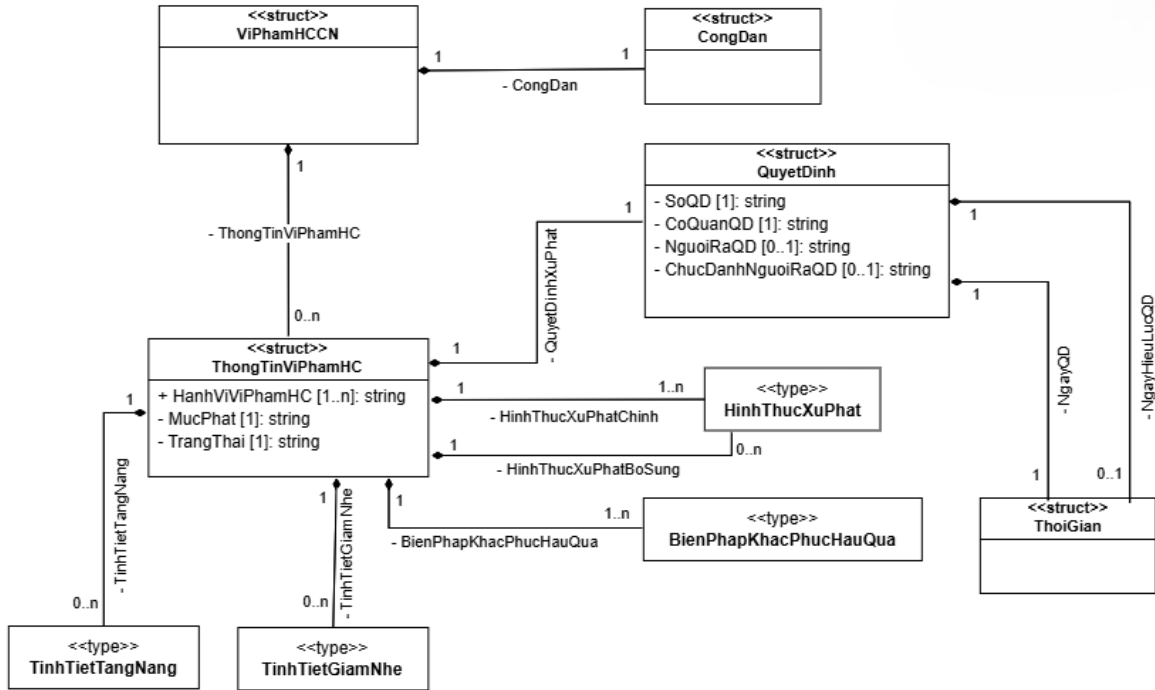 <<struct>>
ViPhamHCCN
<<struct>>
CongDan
1
1
- CongDan
1
- ThongTinViPhamHC
0..n
<<struct>>
QuyetDinh
- SoQD [1]: string
- CoQuanQD [1]: string
- NguoiRaQD [0..1]: string
- ChucDanhNguoiRaQD [0..1]: string
1
1
- NgayQD
- NgayHieuLucQD
1
0..1
<<struct>>
ThoiGian
<<struct>>
ThongTinViPhamHC
+ HanhViViPhamHC [1..n]: string
- MucPhat [1]: string
- TrangThai [1]: string
1
- QuyetDinhXuPhat
1
1
1..n
- HinhThucXuPhatChinh
<<type>>
HinhThucXuPhat
1
0..n
- HinhThucXuPhatBoSung
1
1..n
- BienPhapKhacPhucHauQua
<<type>>
BienPhapKhacPhucHauQua
1
- TinhTietTangNang
0..n
<<type>>
TinhTietTangNang
1
- TinhTietGiamNhe
0..n
<<type>>
TinhTietGiamNhe